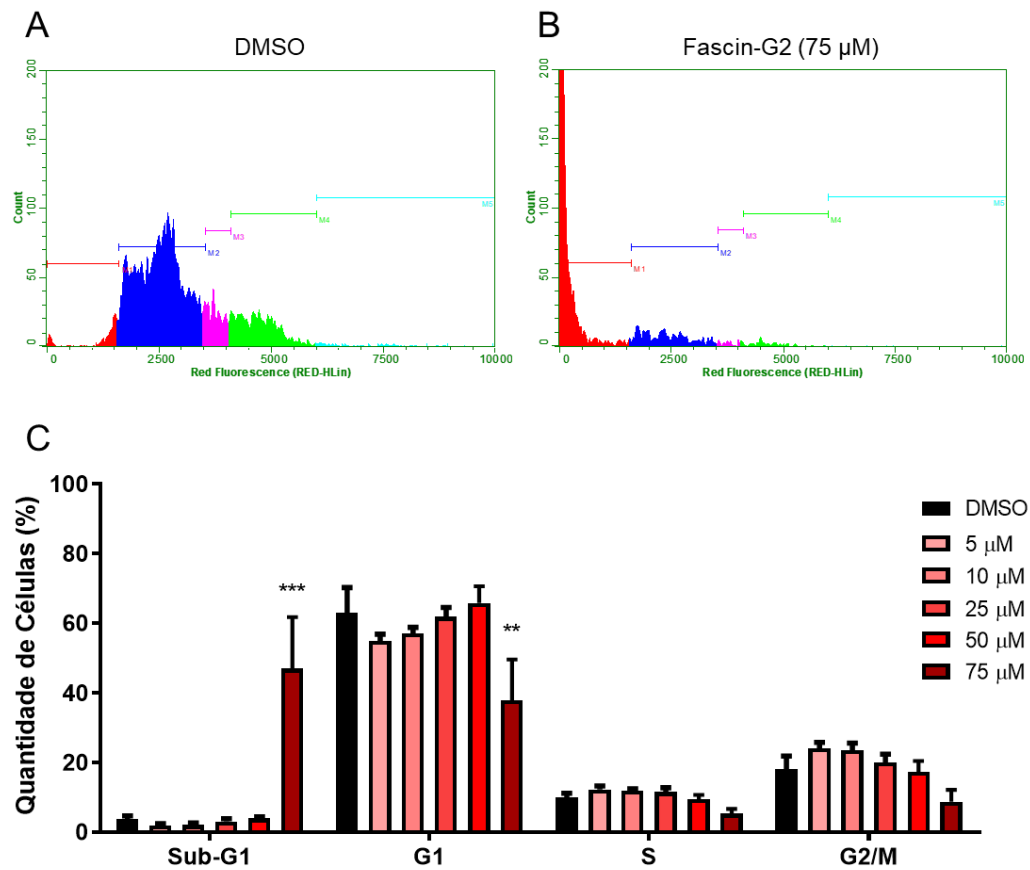 A
DMSO
200
150
100
50
0
Count
M2
M3
M4
M5
0
2500
5000
7500
10000
Red Fluorescence (RED-HLin)
B
Fascin-G2 (75 µM)
200
150
100
50
0
Count
M1
M2
M3
M4
M5
0
2500
5000
7500
10000
Red Fluorescence (RED-HLin)
C
Quantidade de Células (%)
100
80
60
40
20
0
***
**
Sub-G1
G1
S
G2/M
DMSO
5 µM
10 µM
25 µM
50 µM
75 µM